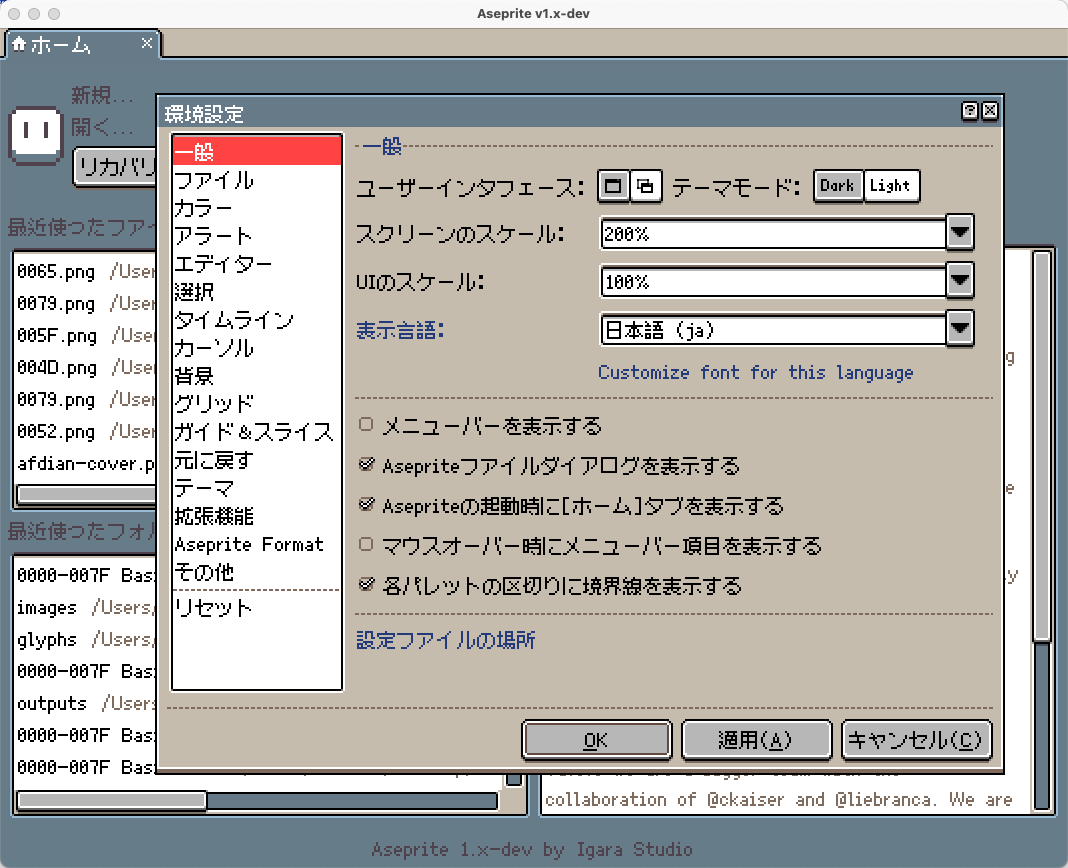 Aseprite v1.x-dev
ホーム
新規...
開く...
リカバリ
最近使ったファイ
0065.png /User
0079.png /User
005F.png /User
004D.png /User
0079.png /User
0052.png /User
afdian-cover.p
最近使ったフォル
0000-007F Bas
images /Users/
glyphs /Users/
0000-007F Bas
outputs /Users
0000-007F Bas
0000-007F Bas
環境設定
一般
ファイル
カラー
アラート
エディター
選択
タイムライン
カーソル
背景
グリッド
ガイド&スライス
元に戻す
テーマ
拡張機能
Aseprite Format
その他
リセット
一般
ユーザーインタフェース: テーマモード: Dark Light
スクリーンのスケール: 200%
UIのスケール: 100%
表示言語: 日本語 (ja)
Customize font for this language
メニューバーを表示する
Asepriteファイルダイアログを表示する
Asepriteの起動時に[ホーム]タブを表示する
マウスオーバー時にメニューバー項目を表示する
各パレットの区切りに境界線を表示する
設定ファイルの場所
OK 適用(A) キャンセル(C)
collaboration of @ckaiser and @liebranca. We are
Aseprite 1.x-dev by Igara Studio